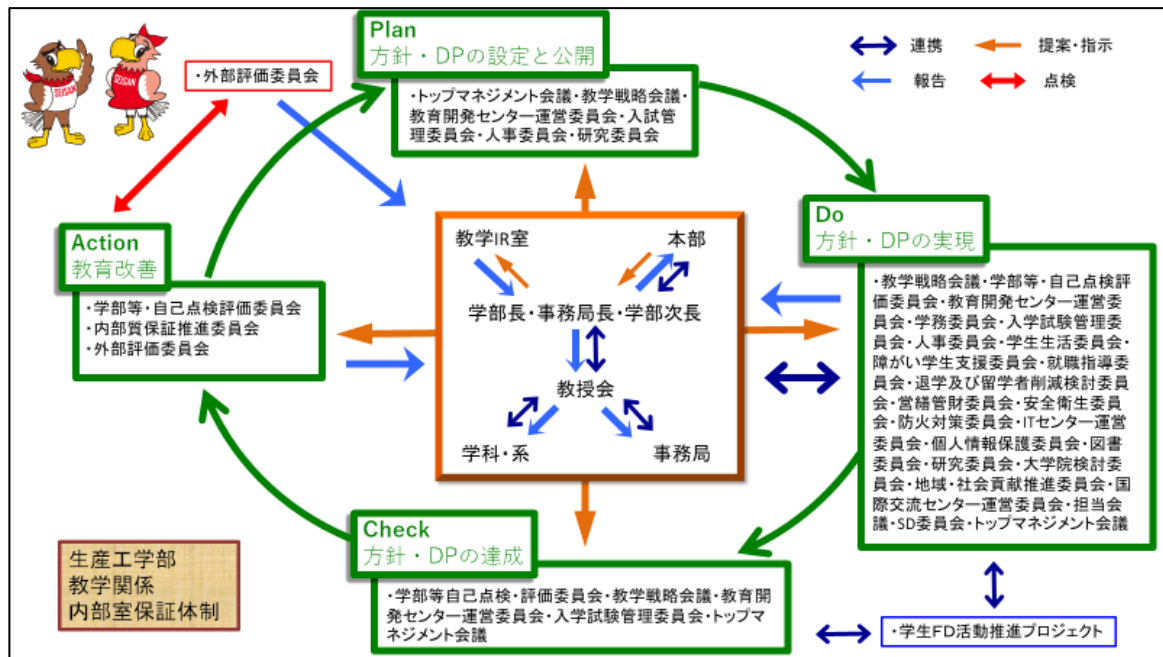 Plan
方針・DPの設定と公開
・トップマネジメント会議・教学戦略会議・
教育開発センター運営委員会・入試管
理委員会・人事委員会・研究委員会
連携
提案・指示
報告
点検
SEISAN
SEISAN
・外部評価委員会
Do
方針・DPの実現
・教学戦略会議・学部等・自己点検評
価委員会・教育開発センター運営委
員会・学務委員会・入学試験管理委
員会・人事委員会・学生生活委員会・
障がい学生支援委員会・就職指導委
員会・退学及び留学者削減検討委員
会・営繕管財委員会・安全衛生委員
会・防火対策委員会・ITセンター運営
委員会・個人情報保護委員会・図書
委員会・研究委員会・大学院検討委
員会・地域・社会貢献推進委員会・国
際交流センター運営委員会・担当会
議・SD委員会・トップマネジメント会議
Action
教育改善
・学部等・自己点検評価委員会
・内部質保証推進委員会
・外部評価委員会
教学IR室
本部
学部長・事務局長・学部次長
教授会
学科・系
事務局
Check
方針・DPの達成
・学部等自己点検・評価委員会・教学戦略会議・教育開
発センター運営委員会・入学試験管理委員会・トップマ
ネジメント会議
生産工学部
教学関係
内部室保証体制
・学生FD活動推進プロジェクト